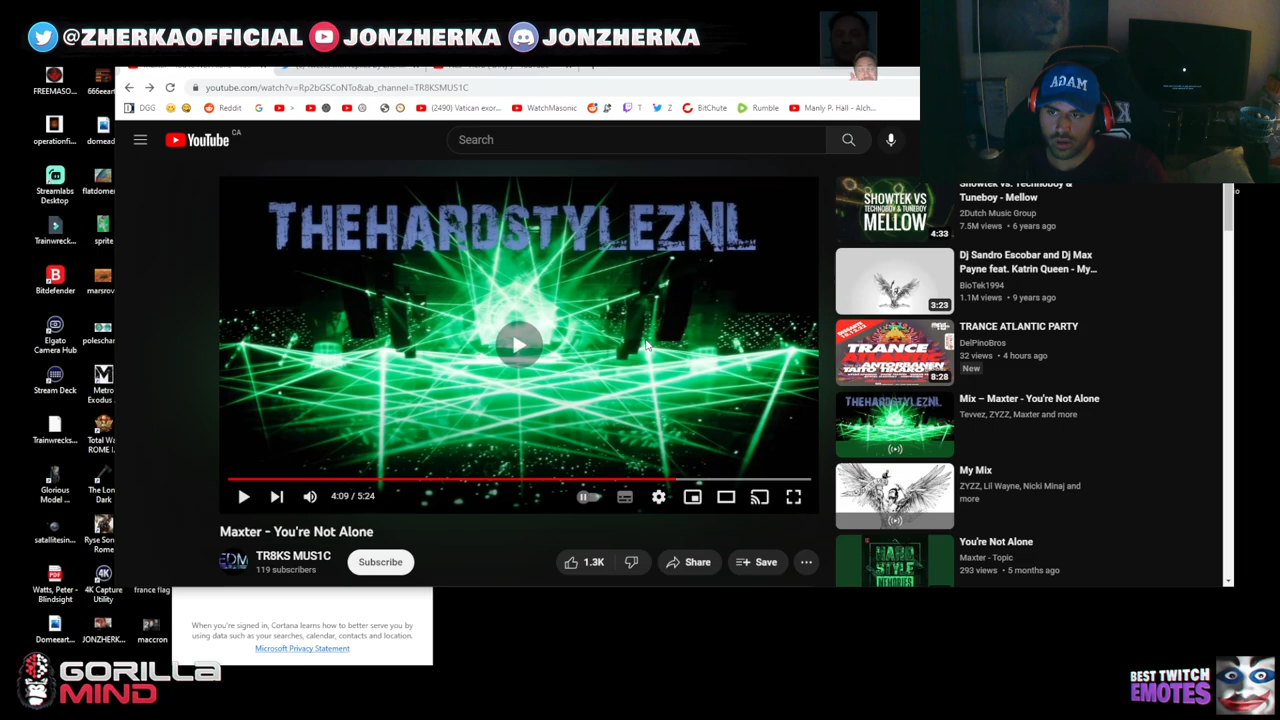 @ZHERKAOFFICIAL JONZHERKA JONZHERKA
youtube.com/watch?v=Rp2bGSCoNTo&ab_channel=TR8KSMUS1C
DGG Reddit > (2490) Vatican exor... WatchMasonic T Z BitChute Rumble Manly P. Hall - Alch...
YouTube CA
Search
ADAM
FREEMASO... 666eeart
operationfi... domead
Streamlabs Desktop flatdomer
Trainwreck... sprite
Bitdefender marsrov
Elgato Camera Hub poleschan
Stream Deck Metro Exodus
Trainwrecks... Total Wa ROME I...
Glorious Model ... The Lon Dark
satallitesin... Ryse Son Rome
Watts, Peter - Blindsight 4K Capture Utility france flag
Domeeart... JONZHERK... maccron
THEHARDSTYLEZNL
4:09 / 5:24
Maxter - You're Not Alone
TR8KS MUS1C
119 subscribers
Subscribe
1.3K
Share
Save
Showtek vs. Technoboy & Tuneboy - Mellow
2Dutch Music Group
7.5M views • 6 years ago
SHOWTEK VS
TECHNOBOY &
TUNEBOY
MELLOW
4:33
Dj Sandro Escobar and Dj Max
Payne feat. Katrin Queen - My...
BioTek1994
1.1M views • 9 years ago
3:23
TRANCE ATLANTIC PARTY
DelPinoBros
32 views • 4 hours ago
New
TRANCE
ATLANTIC
8:28
Mix – Maxter - You're Not Alone
Tevvez, ZYZZ, Maxter and more
THEHARDSTYLEZNL
My Mix
ZYZZ, Lil Wayne, Nicki Minaj and
more
You're Not Alone
Maxter - Topic
293 views • 5 months ago
HARD
STYLE
MEMORIES
When you're signed in, Cortana learns how to better serve you by
using data such as your searches, calendar, contacts and location.
Microsoft Privacy Statement
GORILLA
MIND
BEST TWITCH
EMOTES